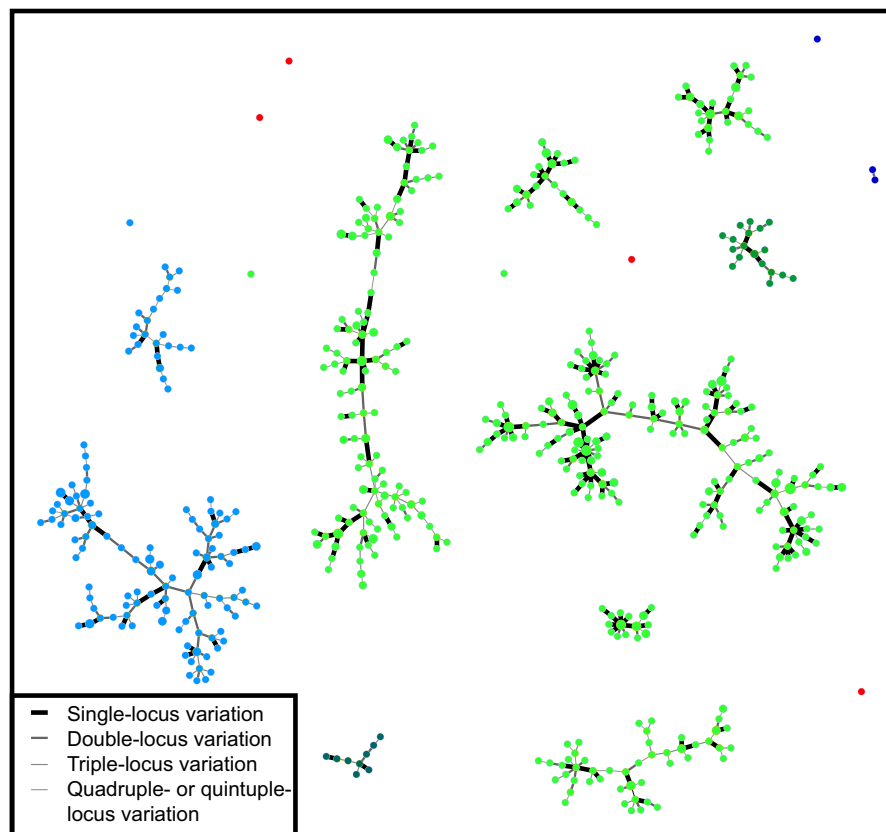 Single-locus variation
Double-locus variation
Triple-locus variation
Quadruple- or quintuple-
locus variation